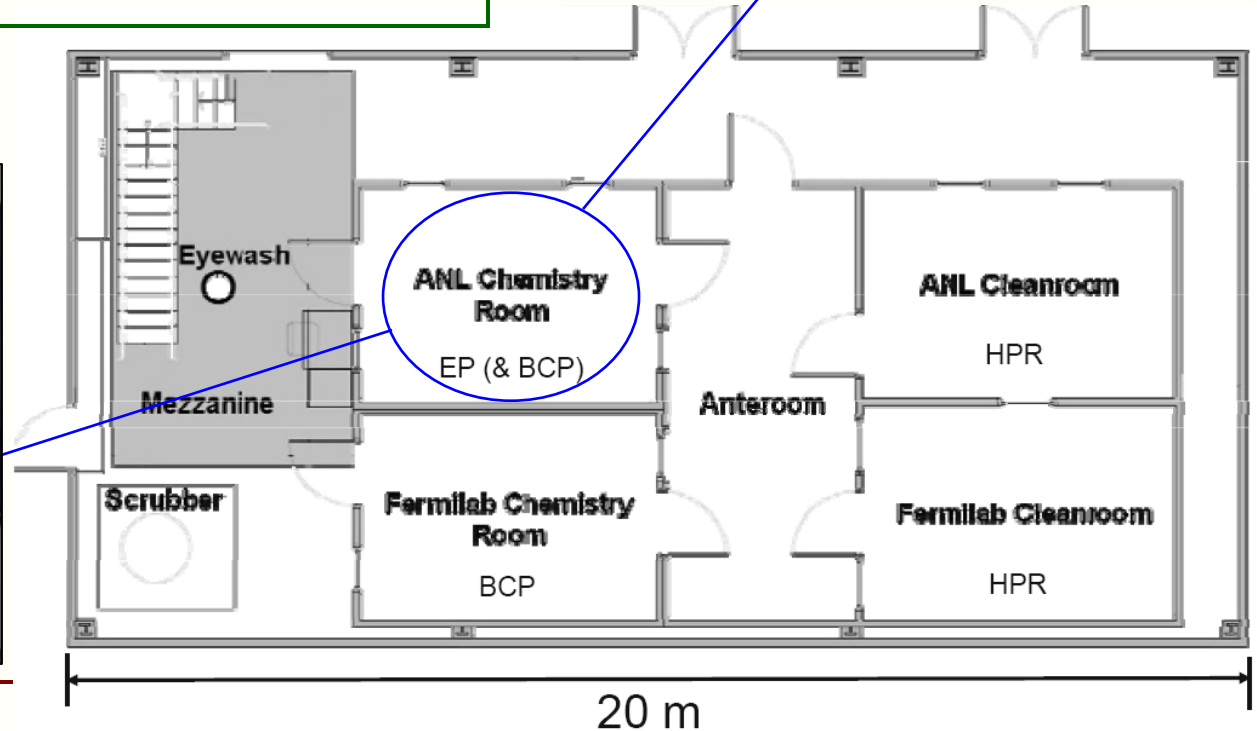 Eyewash
ANL Chemistry
Room
EP (& BCP)
ANL Cleanroom
HPR
Mezzanine
Anteroom
Scrubber
Fermilab Chemistry
Room
BCP
Fermilab Cleanroom
HPR
20 m